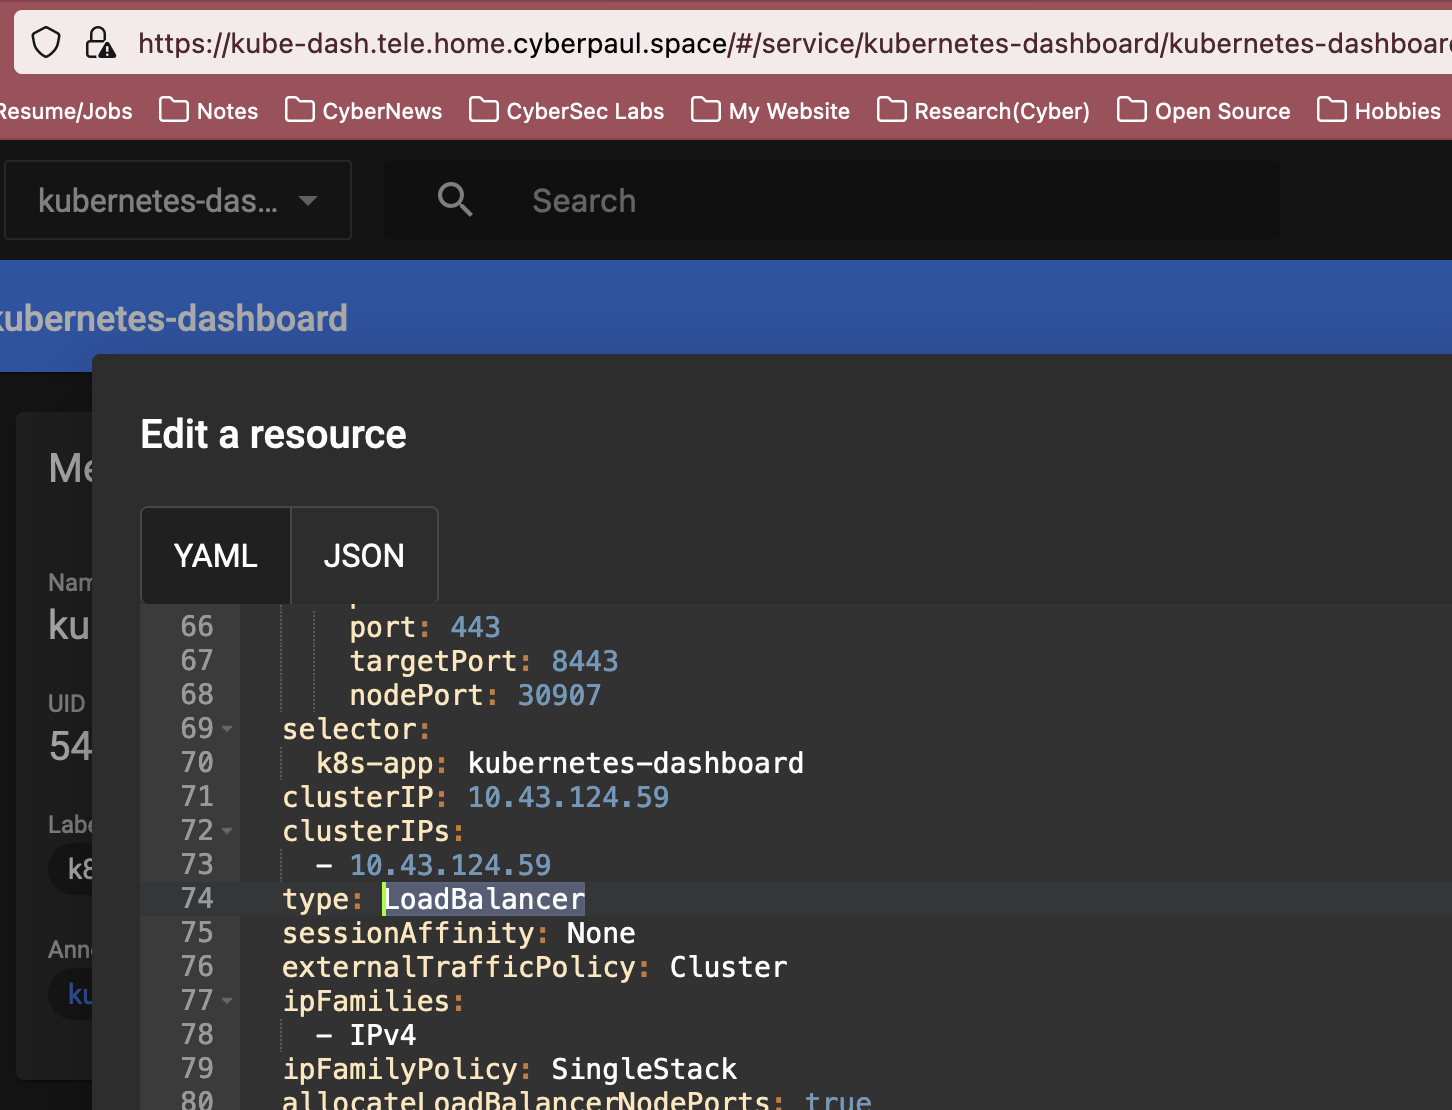 https://kube-dash.tele.home.cyberpaul.space/#/service/kubernetes-dashboard/kubernetes-dashboar
Resume/Jobs Notes CyberNews CyberSec Labs My Website Research(Cyber) Open Source Hobbies
kubernetes-das... Search
kubernetes-dashboard
Edit a resource
Me
YAML JSON
Nam
ku
UID
54
Labe
k8
Anno
ku
66 port: 443
67 targetPort: 8443
68 nodePort: 30907
69 selector:
70 k8s-app: kubernetes-dashboard
71 clusterIP: 10.43.124.59
72 clusterIPs:
73 - 10.43.124.59
74 type: LoadBalancer
75 sessionAffinity: None
76 externalTrafficPolicy: Cluster
77 ipFamilies:
78 - IPv4
79 ipFamilyPolicy: SingleStack
80 allocateLoadBalancerNodePorts: true